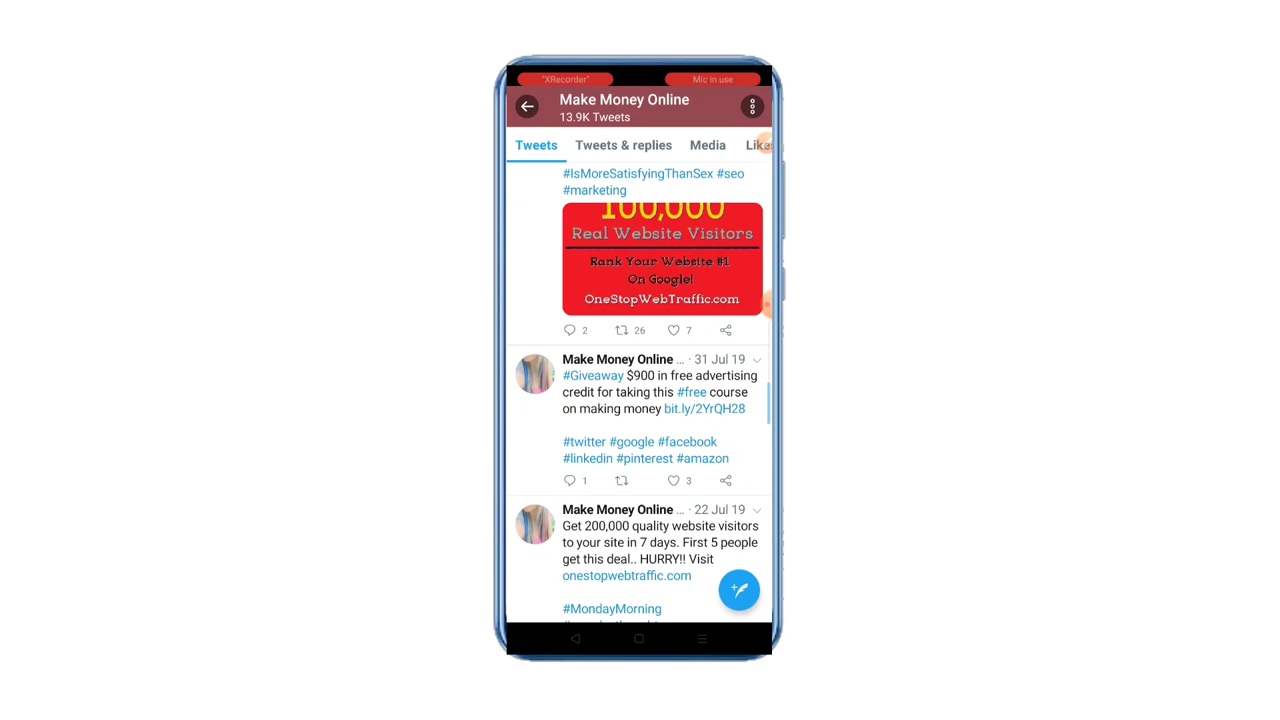 "XRecorder" Mic in use
Make Money Online
13.9K Tweets
Tweets Tweets & replies Media
#IsMoreSatisfyingThanSex #seo
#marketing
100,000
Real Website Visitors
Rank Your Website #1
On Google!
OneStopWebTraffic.com
2 26 7
Make Money Online ... · 31 Jul 19
#Giveaway $900 in free advertising
credit for taking this #free course
on making money bit.ly/2YrQH28
#twitter #google #facebook
#linkedin #pinterest #amazon
1 3
Make Money Online ... · 22 Jul 19
Get 200,000 quality website visitors
to your site in 7 days. First 5 people
get this deal.. HURRY!! Visit
onestopwebtraffic.com
#MondayMorning